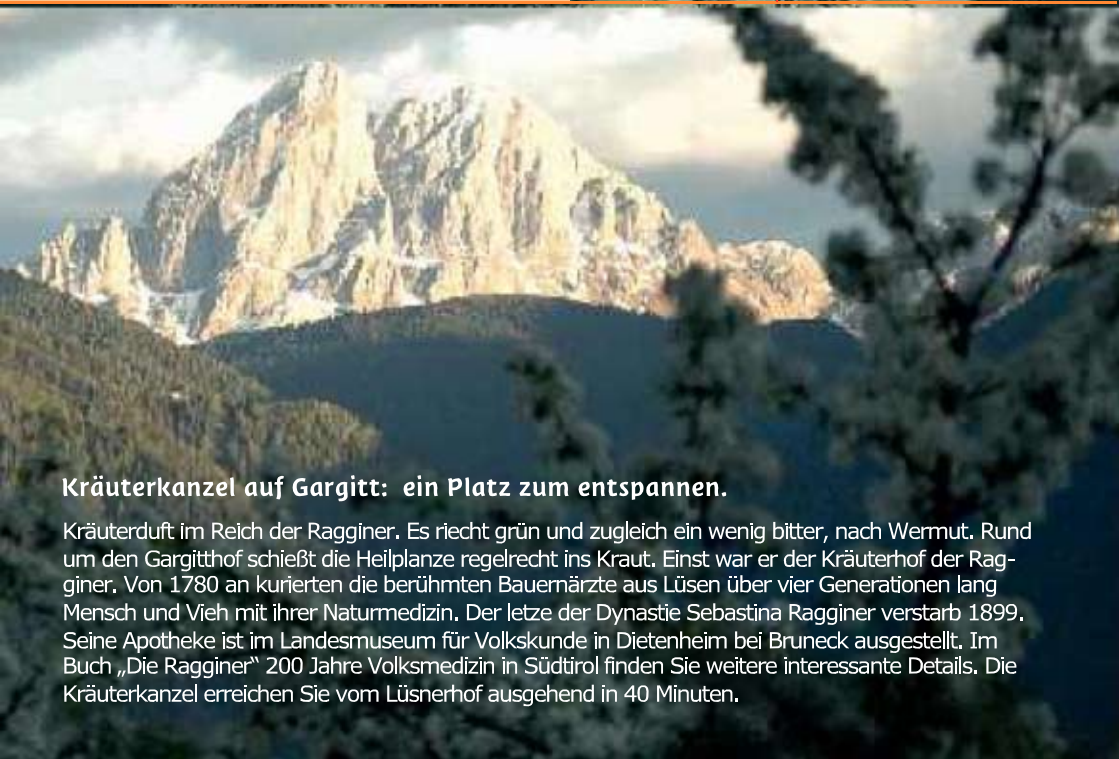 Kräuterkanzel auf Gargitt: ein Platz zum entspannen.
Kräuterduft im Reich der Ragginer. Es riecht grün und zugleich ein wenig bitter, nach Wermut. Rund
um den Gargitthof schießt die Heilplanze regelrecht ins Kraut. Einst war er der Kräuterhof der Rag-
giner. Von 1780 an kurierten die berühmten Bauernärzte aus Lüsen über vier Generationen lang
Mensch und Vieh mit ihrer Naturmedizin. Der letze der Dynastie Sebastina Ragginer verstarb 1899.
Seine Apotheke ist im Landesmuseum für Volkskunde in Dietenheim bei Bruneck ausgestellt. Im
Buch „Die Ragginer“ 200 Jahre Volksmedizin in Südtirol finden Sie weitere interessante Details. Die
Kräuterkanzel erreichen Sie vom Lüsnerhof ausgehend in 40 Minuten.